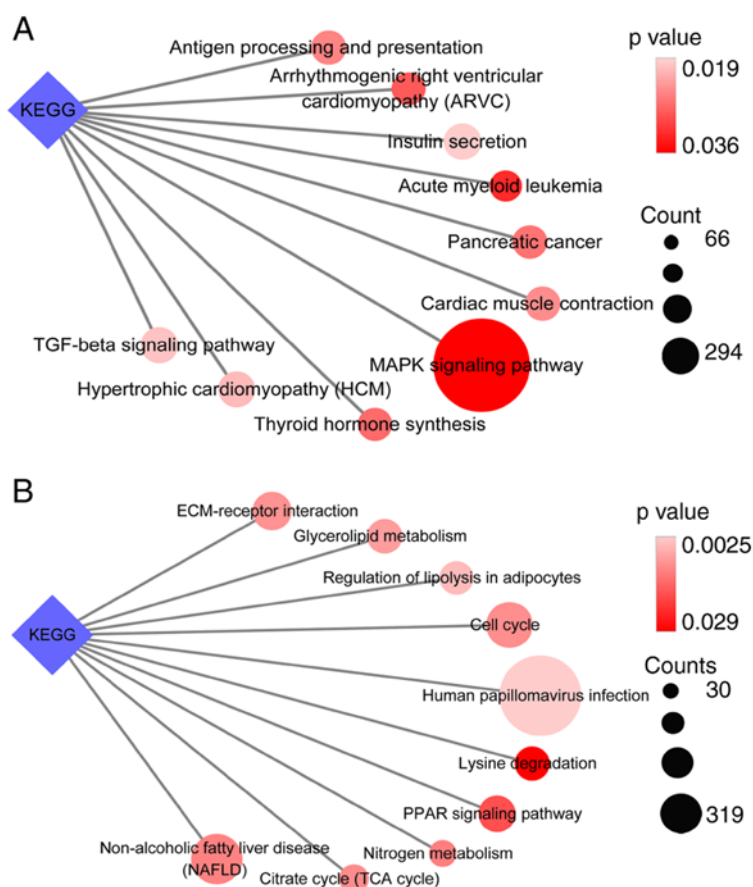 A
Antigen processing and presentation
Arrhythmogenic right ventricular
cardiomyopathy (ARVC)
KEGG
Insulin secretion
Acute myeloid leukemia
Pancreatic cancer
Cardiac muscle contraction
TGF-beta signaling pathway
MAPK signaling pathway
Hypertrophic cardiomyopathy (HCM)
Thyroid hormone synthesis
p value
0.019
0.036
Count
66
294
B
ECM-receptor interaction
Glycerolipid metabolism
Regulation of lipolysis in adipocytes
KEGG
Cell cycle
Human papillomavirus infection
Lysine degradation
PPAR signaling pathway
Nitrogen metabolism
Non-alcoholic fatty liver disease
(NAFLD)
Citrate cycle (TCA cycle)
p value
0.0025
0.029
Counts
30
319